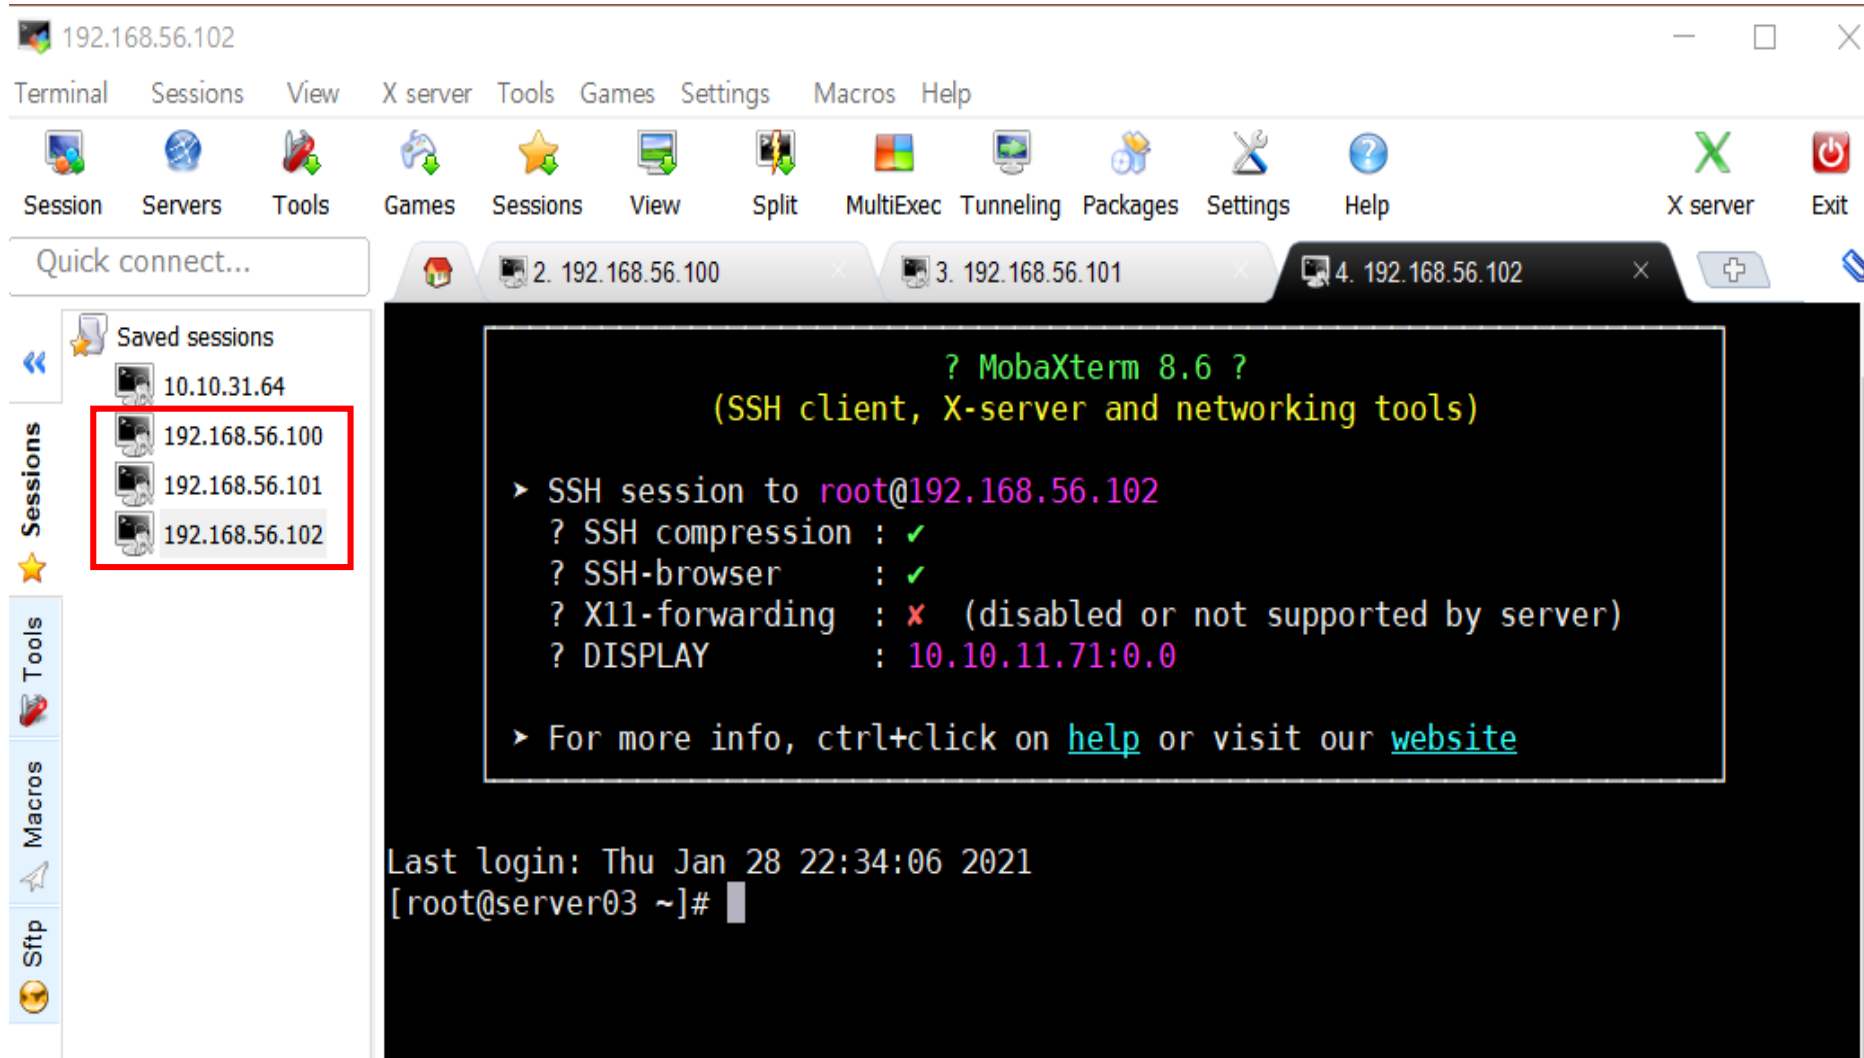 192.168.56.102
Terminal Sessions View X server Tools Games Settings Macros Help
Session Servers Tools Games Sessions View Split MultiExec Tunneling Packages Settings Help X server Exit
Quick connect...
2. 192.168.56.100
3. 192.168.56.101
4. 192.168.56.102
Saved sessions
10.10.31.64
192.168.56.100
192.168.56.101
192.168.56.102
Sessions
Tools
Macros
Sftp
? MobaXterm 8.6 ?
(SSH client, X-server and networking tools)
➤ SSH session to root@192.168.56.102
? SSH compression : ✔
? SSH-browser : ✔
? X11-forwarding : ✘ (disabled or not supported by server)
? DISPLAY : 10.10.11.71:0.0
➤ For more info, ctrl+click on help or visit our website
Last login: Thu Jan 28 22:34:06 2021
[root@server03 ~]#